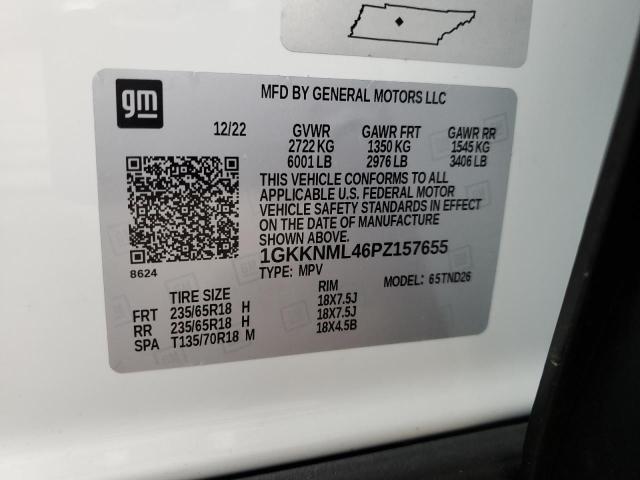 gm
MFD BY GENERAL MOTORS LLC
12/22 GVWR GAWR FRT GAWR RR
2722 KG 1350 KG 1545 KG
6001 LB 2976 LB 3406 LB
THIS VEHICLE CONFORMS TO ALL
APPLICABLE U.S. FEDERAL MOTOR
VEHICLE SAFETY STANDARDS IN EFFECT
ON THE DATE OF MANUFACTURE
SHOWN ABOVE.
8624
1GKKNML46PZ157655
TYPE: MPV MODEL: 65TND26
TIRE SIZE RIM
FRT 235/65R18 H 18X7.5J
RR 235/65R18 H 18X7.5J
SPA T135/70R18 M 18X4.5B